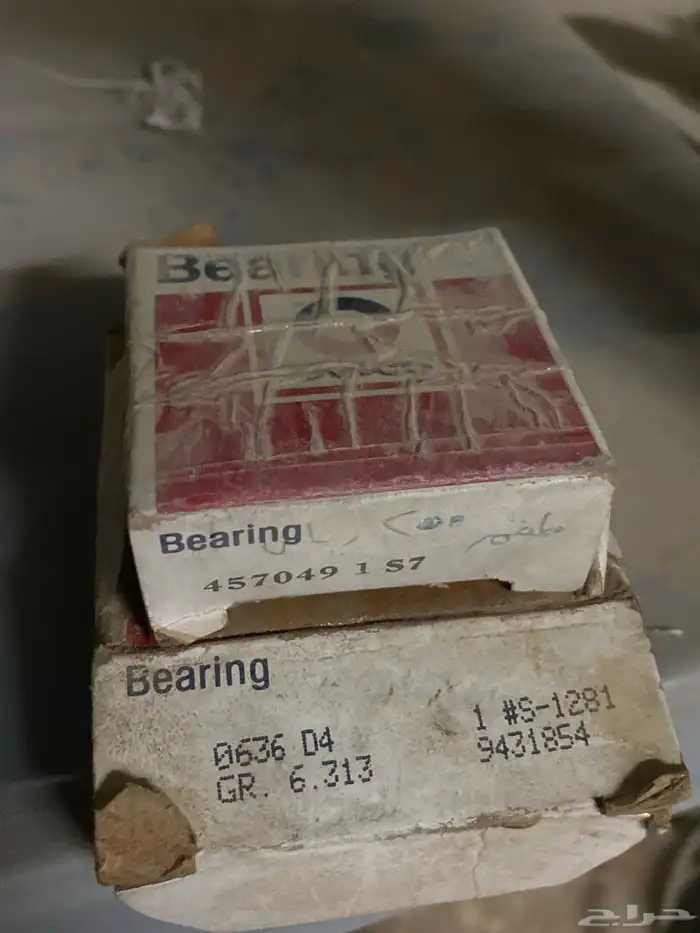 Bearing
Bearing
457049 1 S7
Bearing
0636 D4
1 #S-1281
GR. 6.313
9431854
حراج